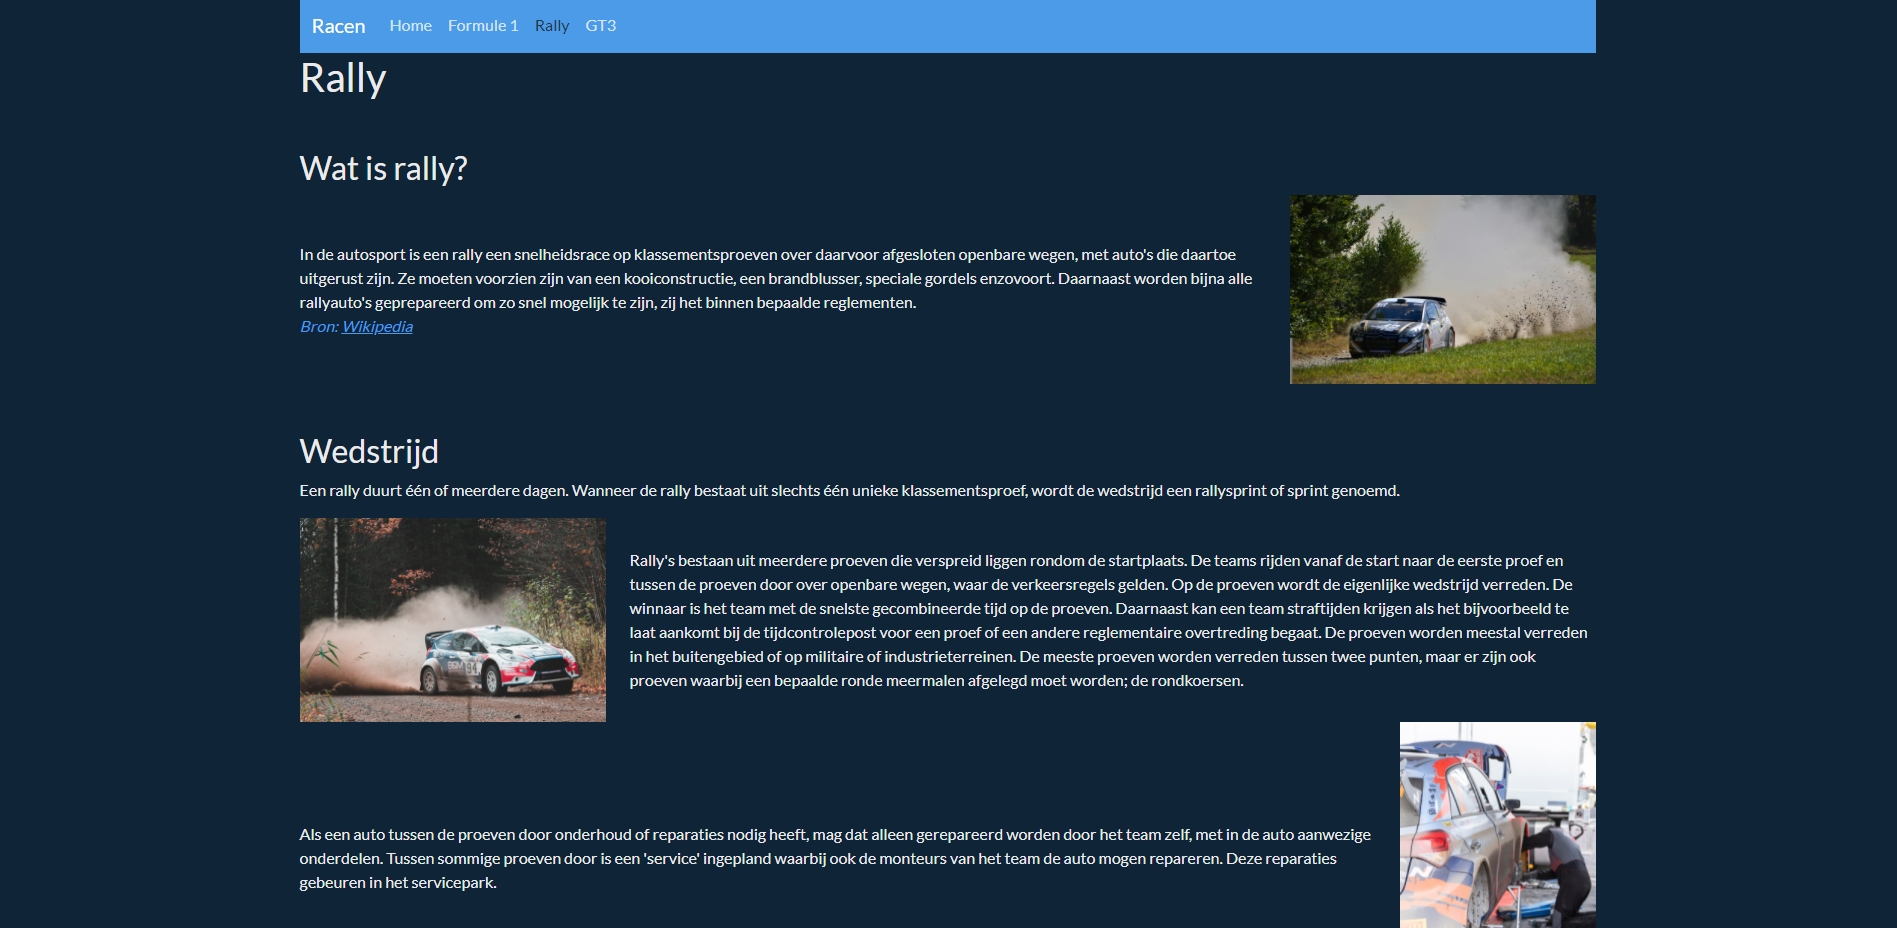 Racen Home Formule 1 Rally GT3
Rally
Wat is rally?
In de autosport is een rally een snelheidsrace op klassementsproeven over daarvoor afgesloten openbare wegen, met auto's die daartoe
uitgerust zijn. Ze moeten voorzien zijn van een kooiconstructie, een brandblusser, speciale gordels enzovoort. Daarnaast worden bijna alle
rallyauto's geprepareerd om zo snel mogelijk te zijn, zij het binnen bepaalde reglementen.
Bron: Wikipedia
Wedstrijd
Een rally duurt één of meerdere dagen. Wanneer de rally bestaat uit slechts één unieke klassementsproef, wordt de wedstrijd een rallysprint of sprint genoemd.
Rally's bestaan uit meerdere proeven die verspreid liggen rondom de startplaats. De teams rijden vanaf de start naar de eerste proef en
tussen de proeven door over openbare wegen, waar de verkeersregels gelden. Op de proeven wordt de eigenlijke wedstrijd verreden. De
winnaar is het team met de snelste gecombineerde tijd op de proeven. Daarnaast kan een team straftijden krijgen als het bijvoorbeeld te
laat aankomt bij de tijdcontrolepost voor een proef of een andere reglementaire overtreding begaat. De proeven worden meestal verreden
in het buitengebied of op militaire of industrieterreinen. De meeste proeven worden verreden tussen twee punten, maar er zijn ook
proeven waarbij een bepaalde ronde meermalen afgelegd moet worden; de rondkoersen.
Als een auto tussen de proeven door onderhoud of reparaties nodig heeft, mag dat alleen gerepareerd worden door het team zelf, met in de auto aanwezige
onderdelen. Tussen sommige proeven door is een 'service' ingepland waarbij ook de monteurs van het team de auto mogen repareren. Deze reparaties
gebeuren in het servicepark.